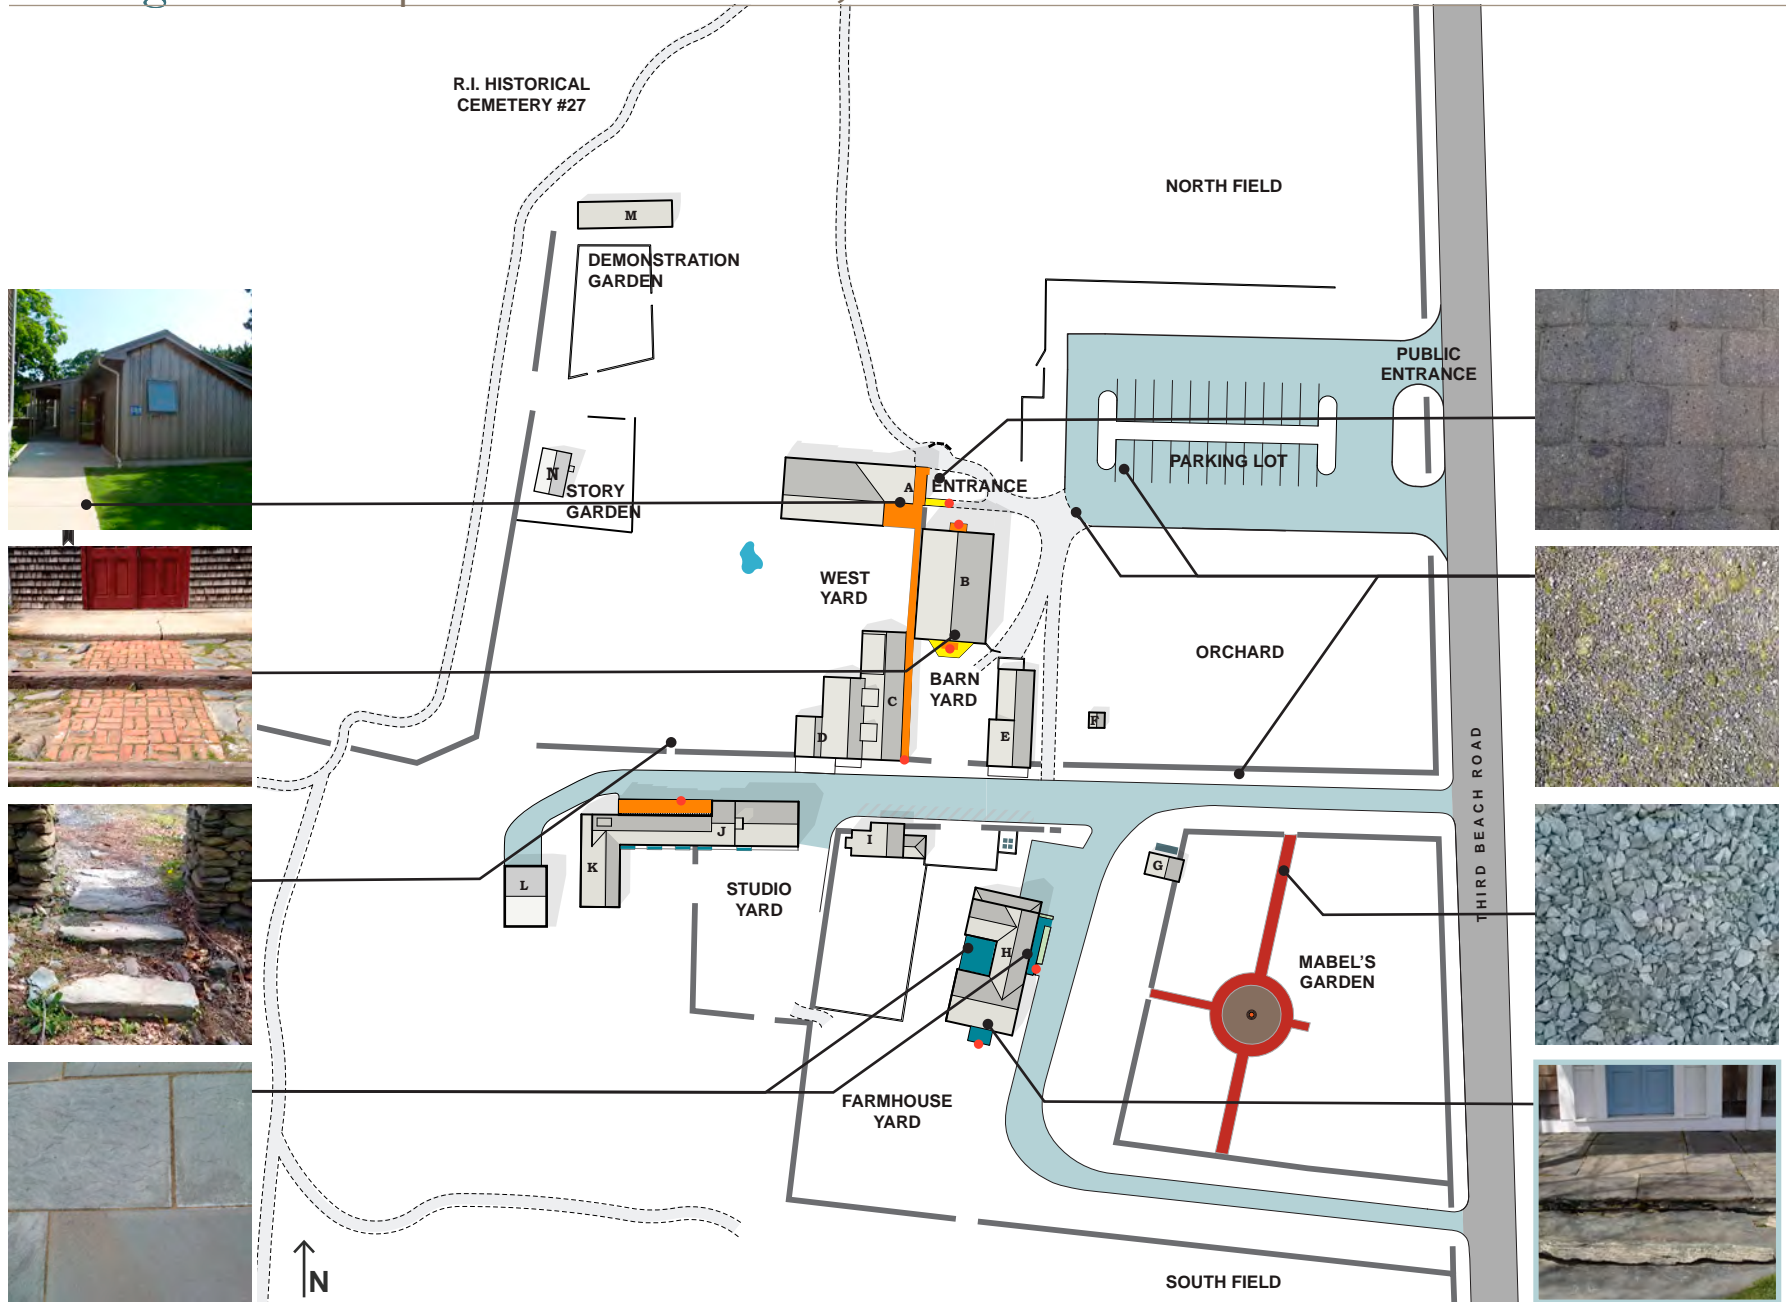 R.I. HISTORICAL
CEMETERY #27
NORTH FIELD
M
DEMONSTRATION
GARDEN
PUBLIC
ENTRANCE
PARKING LOT
N
STORY
GARDEN
A
ENTRANCE
WEST
YARD
B
ORCHARD
BARN
YARD
C
D
E
F
THIRD BEACH ROAD
J
I
K
L
G
STUDIO
YARD
H
MABEL'S
GARDEN
FARMHOUSE
YARD
N
SOUTH FIELD